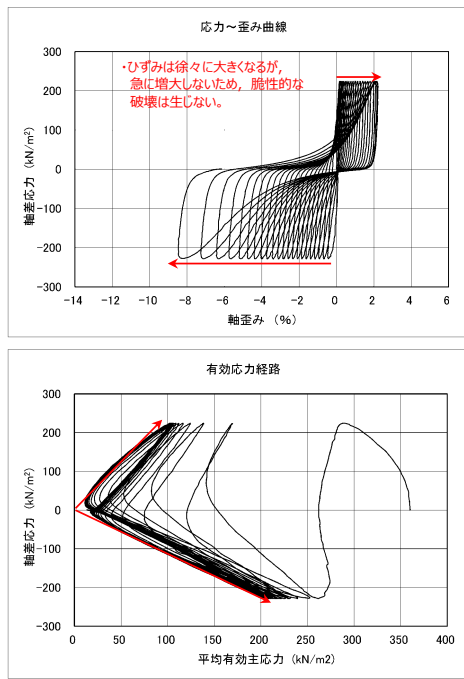 応力～歪み曲線
・ひずみは徐々に大きくなるが，
急に増大しないため，脆性的な
破壊は生じない。
軸差応力 (kN/m²)
300
200
100
0
-100
-200
-300
-14 -12 -10 -8 -6 -4 -2 0 2 4 6
軸歪み （％）
有効応力経路
軸差応力 (kN/m²)
300
200
100
0
-100
-200
-300
0 50 100 150 200 250 300 350 400
平均有効主応力 (kN/m2)